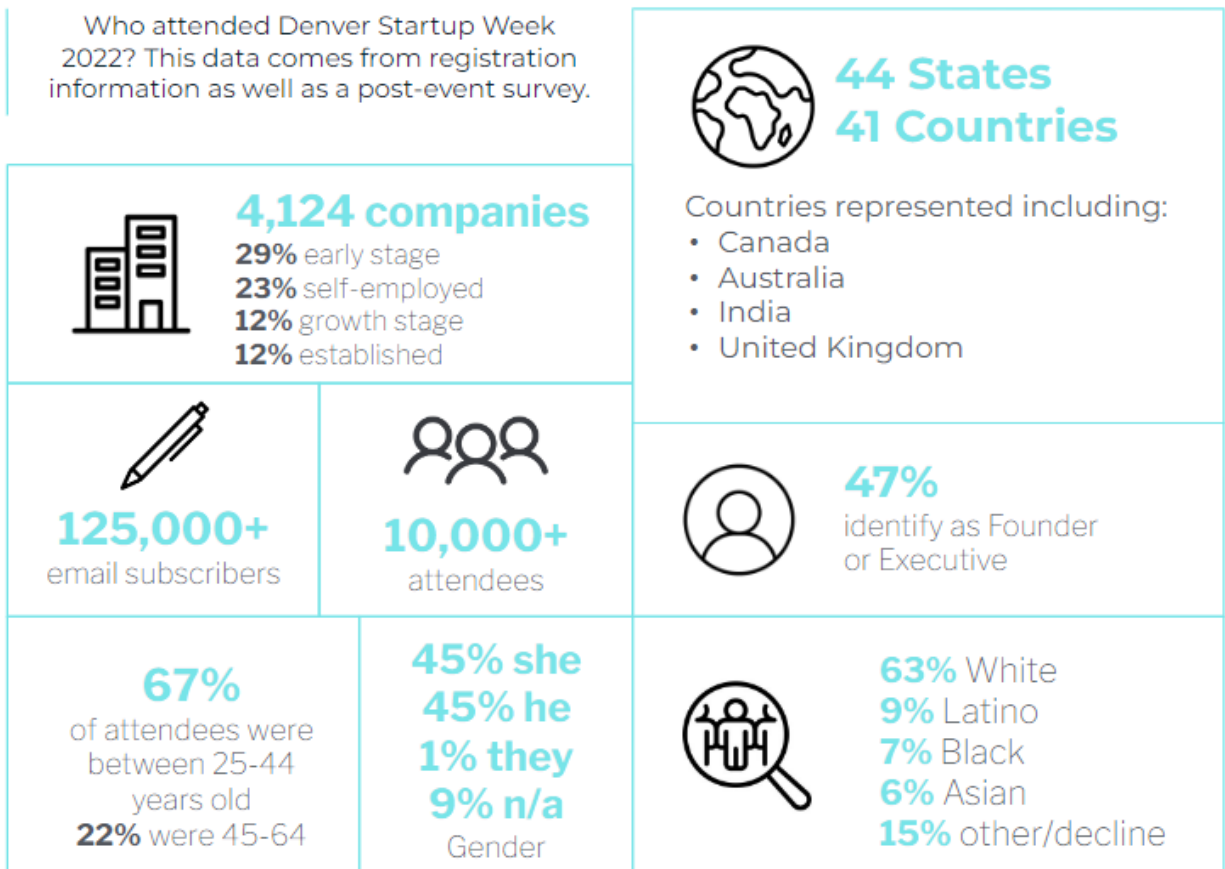 Who attended Denver Startup Week
2022? This data comes from registration
information as well as a post-event survey.
44 States
41 Countries
Countries represented including:
• Canada
• Australia
• India
• United Kingdom
4,124 companies
29% early stage
23% self-employed
12% growth stage
12% established
125,000+
email subscribers
10,000+
attendees
47%
identify as Founder
or Executive
67%
of attendees were
between 25-44
years old
22% were 45-64
45% she
45% he
1% they
9% n/a
Gender
63% White
9% Latino
7% Black
6% Asian
15% other/decline